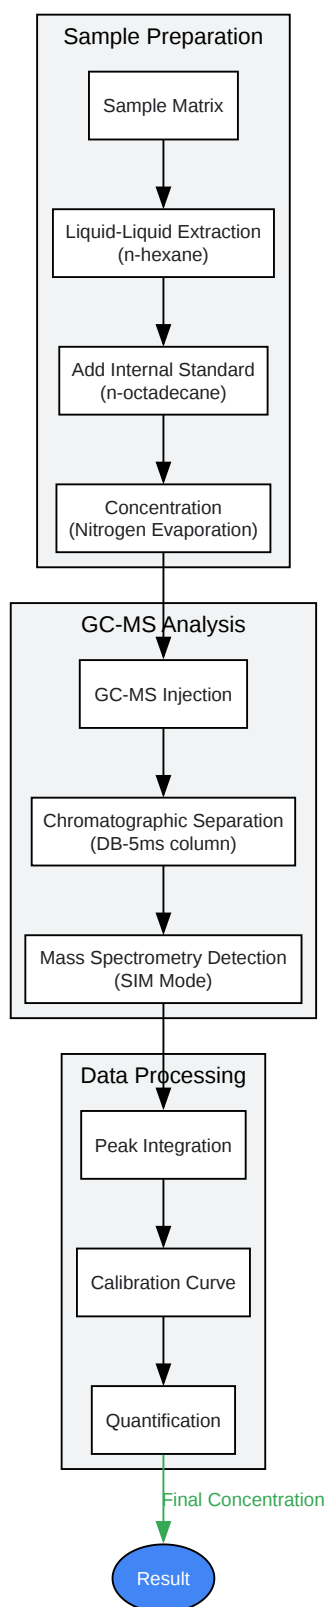 Sample Preparation
Sample Matrix
Liquid-Liquid Extraction
(n-hexane)
Add Internal Standard
(n-octadecane)
Concentration
(Nitrogen Evaporation)
GC-MS Analysis
GC-MS Injection
Chromatographic Separation
(DB-5ms column)
Mass Spectrometry Detection
(SIM Mode)
Data Processing
Peak Integration
Calibration Curve
Quantification
Final Concentration
Result